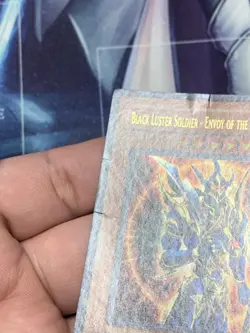 BLACK LUSTER SOLDIER - ENVOY OF THE